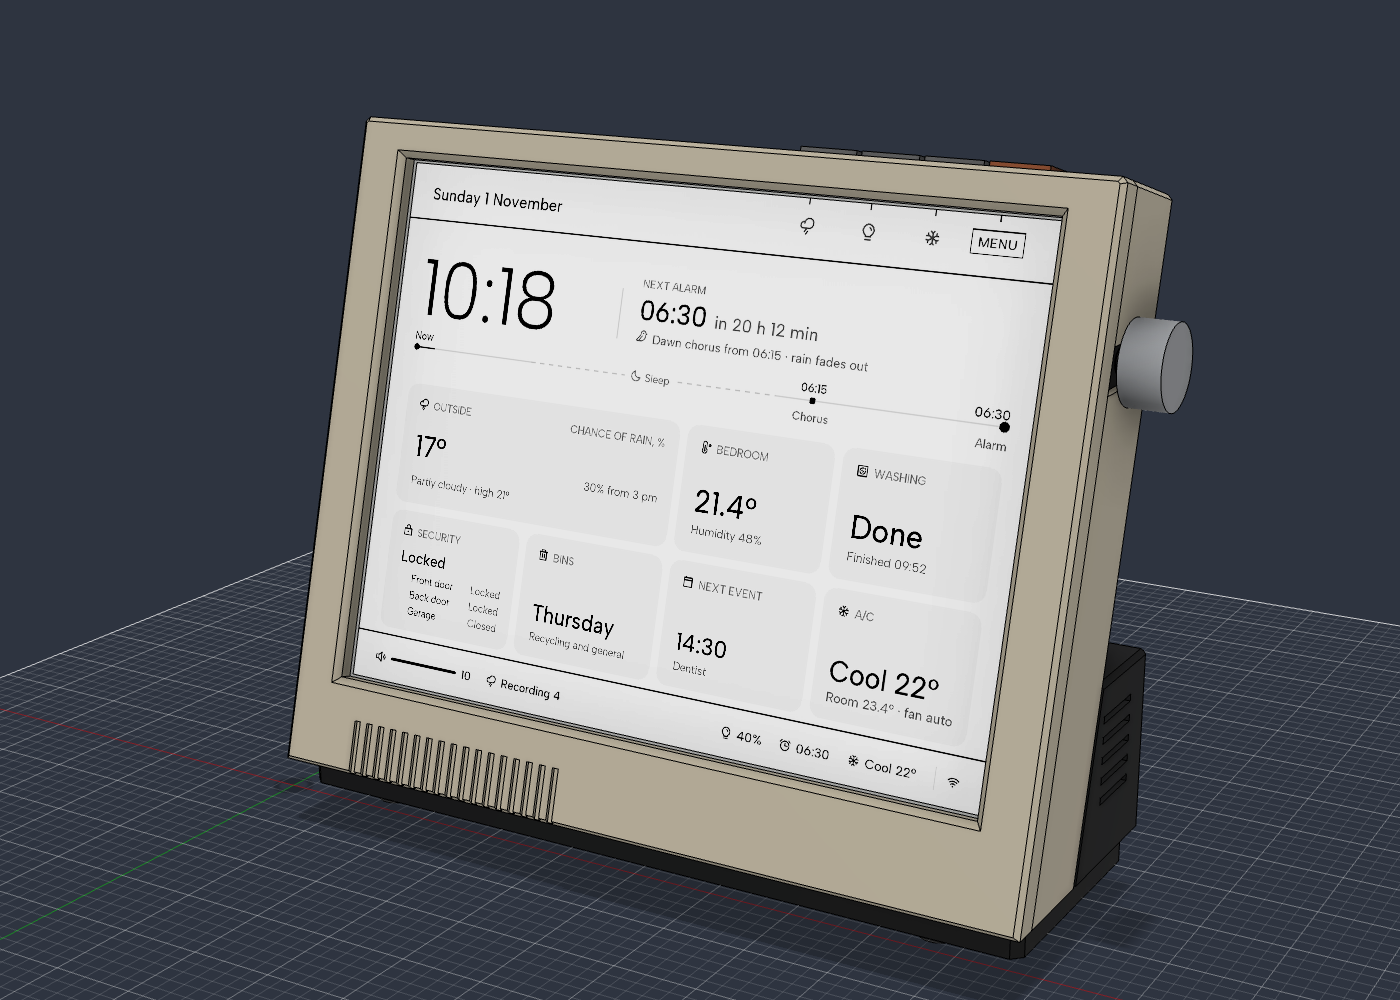 Sunday 1 November
MENU
10:18
NEXT ALARM
06:30 in 20 h 12 min
Dawn chorus from 06:15 · rain fades out
Now
Sleep
06:15
Chorus
06:30
Alarm
OUTSIDE
CHANCE OF RAIN, %
17°
Partly cloudy · high 21°
30% from 3 pm
BEDROOM
21.4°
Humidity 48%
WASHING
Done
Finished 09:52
SECURITY
Locked
Front door Locked
Back door Locked
Garage Closed
BINS
Thursday
Recycling and general
NEXT EVENT
14:30
Dentist
A/C
Cool 22°
Room 23.4° · fan auto
10
Recording 4
40%
06:30
Cool 22°